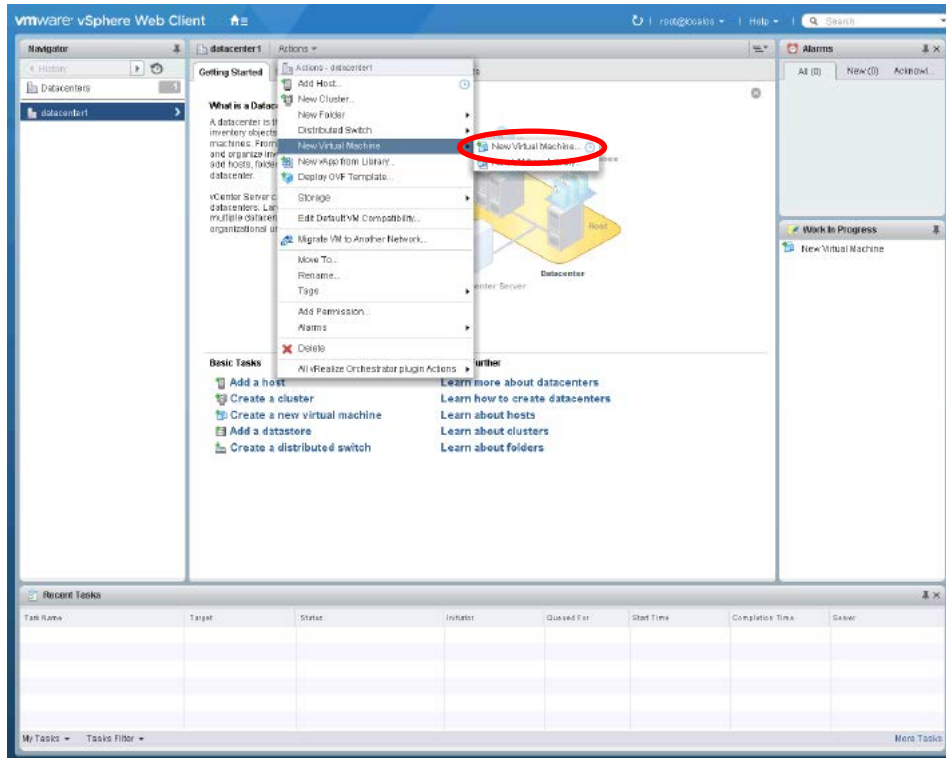 vmware vSphere Web Client
root@localos
Help
Search
Navigator
History
Datacenters
1
datacenter1
datacenter1
Actions
Getting Started
What is a Datac
A datacenter is th
inventory objects
machines. From
and organize inv
add hosts, folder
datacenter.
vCenter Server c
datacenters. Lar
multiple datacen
organizational un
Actions - datacenter1
Add Host...
New Cluster...
New Folder
Distributed Switch
New Virtual Machine
New vApp from Library...
Deploy OVF Template...
Storage
Edit Default VM Compatibility...
Migrate VM to Another Network...
Move To...
Rename...
Tags
Add Permission...
Alarms
Delete
All vRealize Orchestrator plugin Actions
New Virtual Machine...
Host
Datacenter
enter Server
Basic Tasks
Add a host
Create a cluster
Create a new virtual machine
Add a datastore
Create a distributed switch
urther
Learn more about datacenters
Learn how to create datacenters
Learn about hosts
Learn about clusters
Learn about folders
Alarms
All (0)
New (0)
Acknowl...
Work In Progress
New Virtual Machine
Recent Tasks
Task Name
Target
Status
Initiator
Queued For
Start Time
Completion Time
Server
My Tasks
Tasks Filter
More Tasks